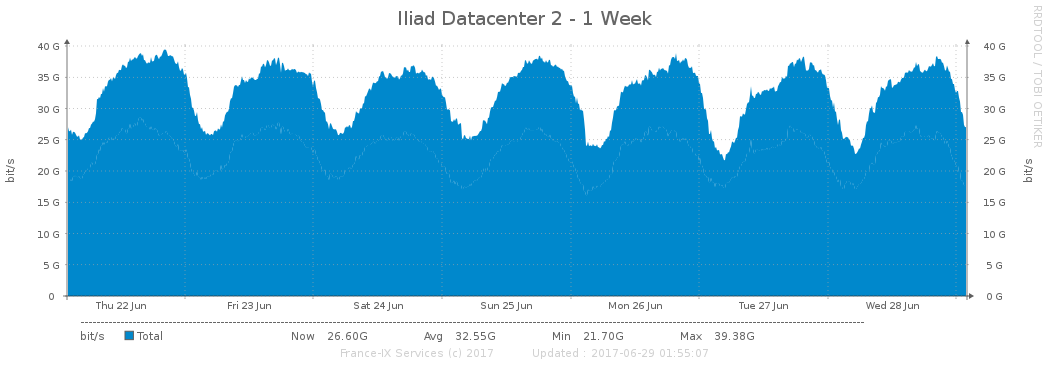 Iliad Datacenter 2 - 1 Week
RRDTOOL / TOBI OETIKER
40 G 40 G
35 G 35 G
30 G 30 G
25 G 25 G
20 G 20 G
15 G 15 G
10 G 10 G
5 G 5 G
0 0 G
bit/s bit/s
Thu 22 Jun Fri 23 Jun Sat 24 Jun Sun 25 Jun Mon 26 Jun Tue 27 Jun Wed 28 Jun
bit/s Total Now 26.60G Avg 32.55G Min 21.70G Max 39.38G
France-IX Services (c) 2017 Updated : 2017-06-29 01:55:07